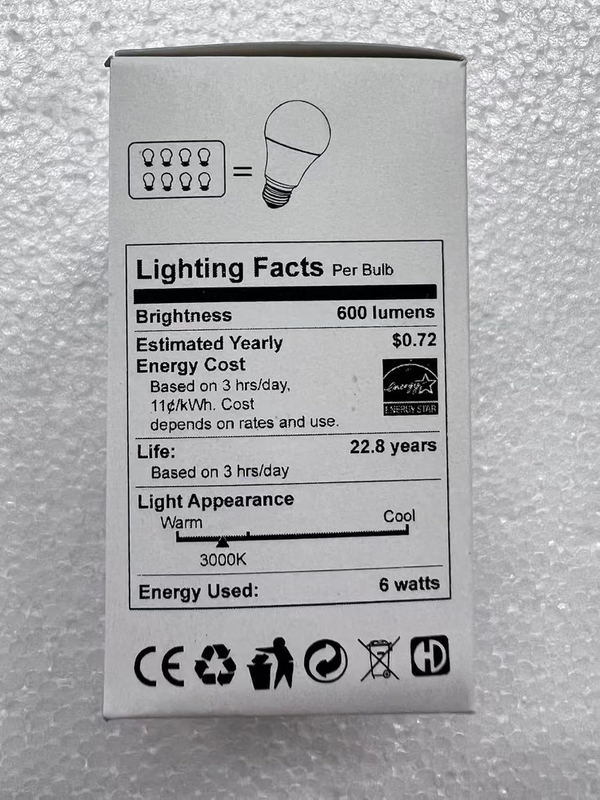 =
Lighting Facts Per Bulb
Brightness 600 lumens
Estimated Yearly $0.72
Energy Cost
Based on 3 hrs/day,
11¢/kWh. Cost
depends on rates and use.
energy
ENERGY STAR
Life: 22.8 years
Based on 3 hrs/day
Light Appearance
Warm Cool
3000K
Energy Used: 6 watts
CE